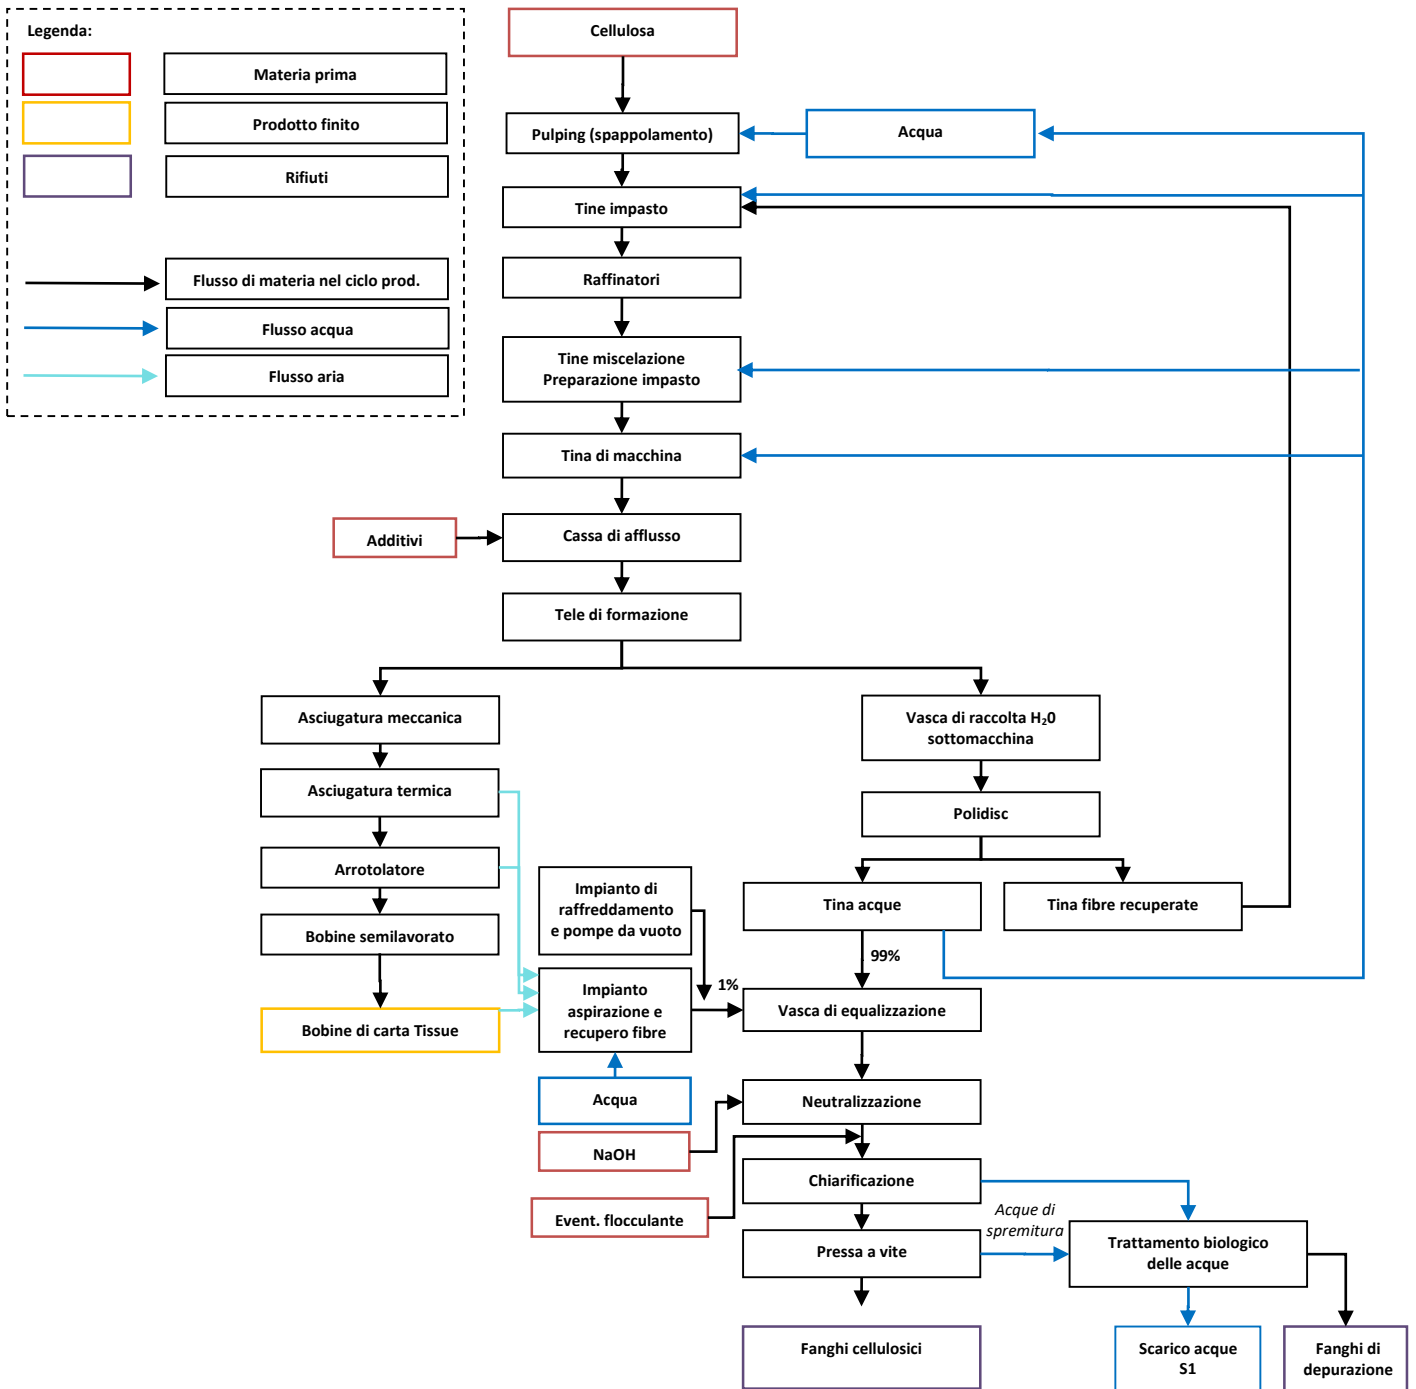 Legenda:
Materia prima
Prodotto finito
Rifiuti
Flusso di materia nel ciclo prod.
Flusso acqua
Flusso aria
Cellulosa
Pulping (spappolamento)
Acqua
Tine impasto
Raffinatori
Tine miscelazione
Preparazione impasto
Tina di macchina
Additivi
Cassa di afflusso
Tele di formazione
Asciugatura meccanica
Vasca di raccolta H₂0
sottomacchina
Asciugatura termica
Polidisc
Arrotolatore
Impianto di
raffreddamento
e pompe da vuoto
Tina acque
Tina fibre recuperate
Bobine semilavorato
99%
Impianto
aspirazione e
recupero fibre
1%
Vasca di equalizzazione
Bobine di carta Tissue
Acqua
Neutralizzazione
NaOH
Chiarificazione
Event. flocculante
Acque di
spremitura
Pressa a vite
Trattamento biologico
delle acque
Fanghi cellulosici
Scarico acque
S1
Fanghi di
depurazione